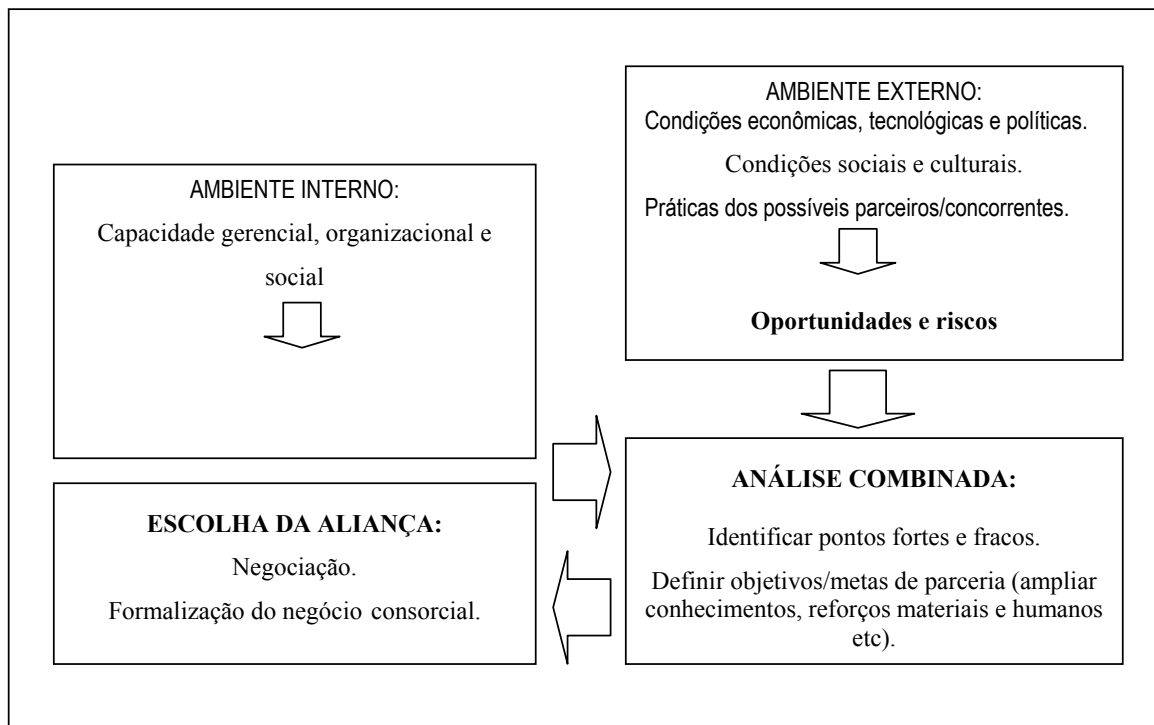 AMBIENTE EXTERNO:
Condições econômicas, tecnológicas e políticas.
Condições sociais e culturais.
Práticas dos possíveis parceiros/concorrentes.
Oportunidades e riscos
AMBIENTE INTERNO:
Capacidade gerencial, organizacional e
social
ANÁLISE COMBINADA:
Identificar pontos fortes e fracos.
Definir objetivos/metas de parceria (ampliar
conhecimentos, reforços materiais e humanos
etc).
ESCOLHA DA ALIANÇA:
Negociação.
Formalização do negócio consorcial.